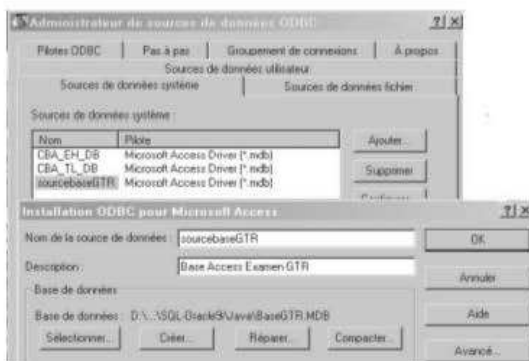 Administrateur de sources de données ODBC
Pilotes ODBC Pas à pas Groupement de connexions À propos
Sources de données utilisateur
Sources de données système Sources de données fichier
Sources de données système :
Nom Pilote
CBA_EH_DB Microsoft Access Driver (*.mdb)
CBA_TL_DB Microsoft Access Driver (*.mdb)
sourcebaseGTR Microsoft Access Driver (*.mdb)
Ajouter...
Supprimer
Installation ODBC pour Microsoft Access
Nom de la source de données : sourcebaseGTR
OK
Description : Base Access Examen GTR
Annuler
Base de données
Base de données : D:\...\SQL-Oracle9\Java\BaseGTR.MDB
Aide
Sélectionner... Créer... Réparer... Compacter...
Avancé...